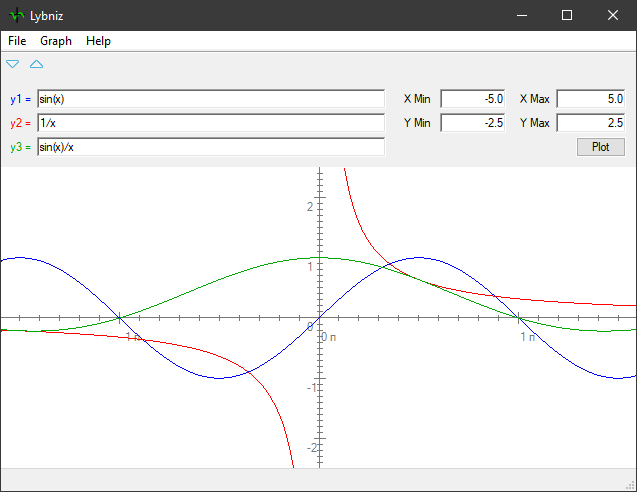 Lybniz
File Graph Help
y1 = sin(x) X Min -5.0 X Max 5.0
y2 = 1/x Y Min -2.5 Y Max 2.5
y3 = sin(x)/x Plot
2
1
0
-1 n 0 n 1 n
-1
-2